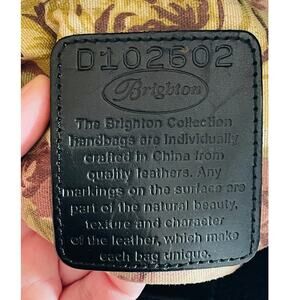 D102602
Brighton
The Brighton Collection
handbags are individually
crafted in China from
quality leathers. Any
markings on the surface are
part of the natural beauty,
texture and character
of the leather, which make
each bag unique.